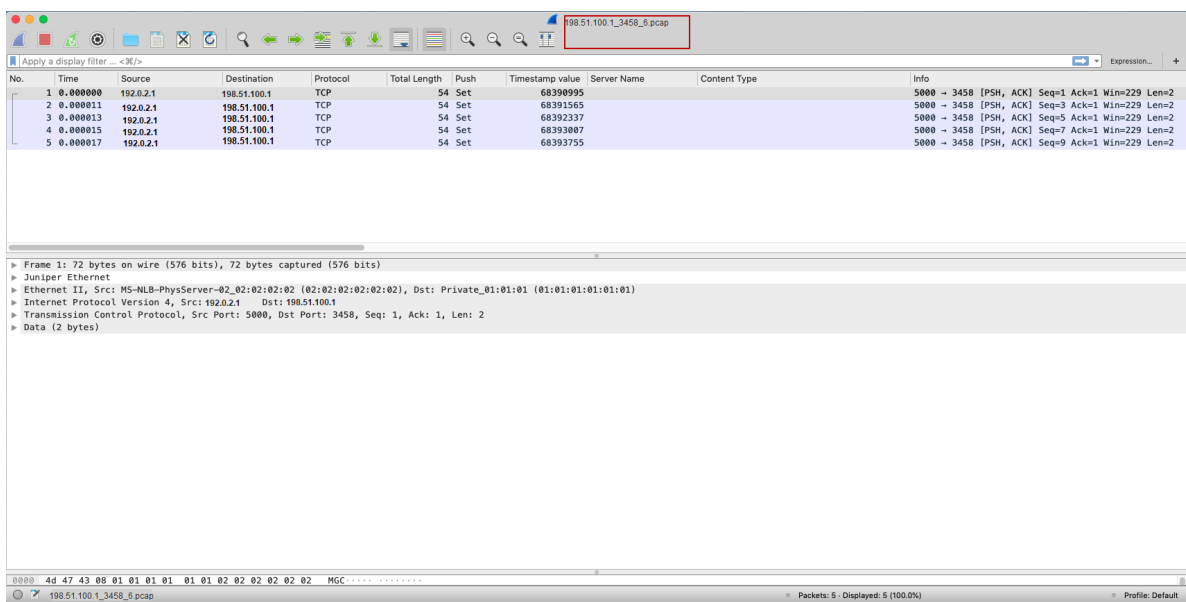 198.51.100.1_3458_6.pcap
Apply a display filter ... <⌘/>
Expression... +
No. Time Source Destination Protocol Total Length Push Timestamp value Server Name Content Type Info
1 0.000000 192.0.2.1 198.51.100.1 TCP 54 Set 68390995 5000 → 3458 [PSH, ACK] Seq=1 Ack=1 Win=229 Len=2
2 0.000011 192.0.2.1 198.51.100.1 TCP 54 Set 68391565 5000 → 3458 [PSH, ACK] Seq=3 Ack=1 Win=229 Len=2
3 0.000013 192.0.2.1 198.51.100.1 TCP 54 Set 68392337 5000 → 3458 [PSH, ACK] Seq=5 Ack=1 Win=229 Len=2
4 0.000015 192.0.2.1 198.51.100.1 TCP 54 Set 68393007 5000 → 3458 [PSH, ACK] Seq=7 Ack=1 Win=229 Len=2
5 0.000017 192.0.2.1 198.51.100.1 TCP 54 Set 68393755 5000 → 3458 [PSH, ACK] Seq=9 Ack=1 Win=229 Len=2
Frame 1: 72 bytes on wire (576 bits), 72 bytes captured (576 bits)
Juniper Ethernet
Ethernet II, Src: MS-NLB-PhysServer-02_02:02:02:02 (02:02:02:02:02:02), Dst: Private_01:01:01 (01:01:01:01:01:01)
Internet Protocol Version 4, Src: 192.0.2.1 Dst: 198.51.100.1
Transmission Control Protocol, Src Port: 5000, Dst Port: 3458, Seq: 1, Ack: 1, Len: 2
Data (2 bytes)
0000 4d 47 43 08 01 01 01 01 01 01 02 02 02 02 02 02 MGC····· ········
198.51.100.1_3458_6.pcap Packets: 5 · Displayed: 5 (100.0%) Profile: Default